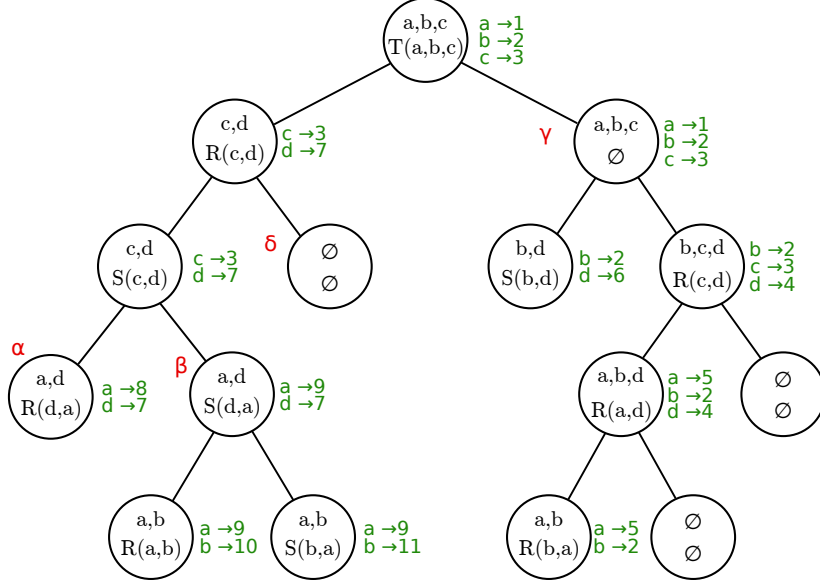 a,b,c
T(a,b,c)
a →1
b →2
c →3
c,d
R(c,d)
c →3
d →7
γ
a,b,c
∅
a →1
b →2
c →3
c,d
S(c,d)
c →3
d →7
δ
∅
∅
b,d
S(b,d)
b →2
d →6
b,c,d
R(c,d)
b →2
c →3
d →4
α
a,d
R(d,a)
a →8
d →7
β
a,d
S(d,a)
a →9
d →7
a,b,d
R(a,d)
a →5
b →2
d →4
∅
∅
a,b
R(a,b)
a →9
b →10
a,b
S(b,a)
a →9
b →11
a,b
R(b,a)
a →5
b →2
∅
∅